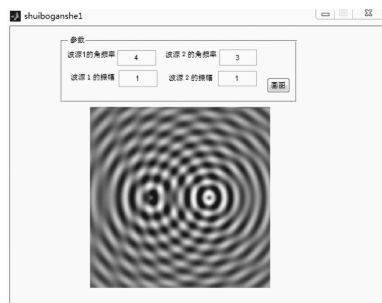 shuiboganshe1
参数
波源1的角频率 4 波源 2 的角频率 3
波源 1 的振幅 1 波源 2 的振幅 1
画图